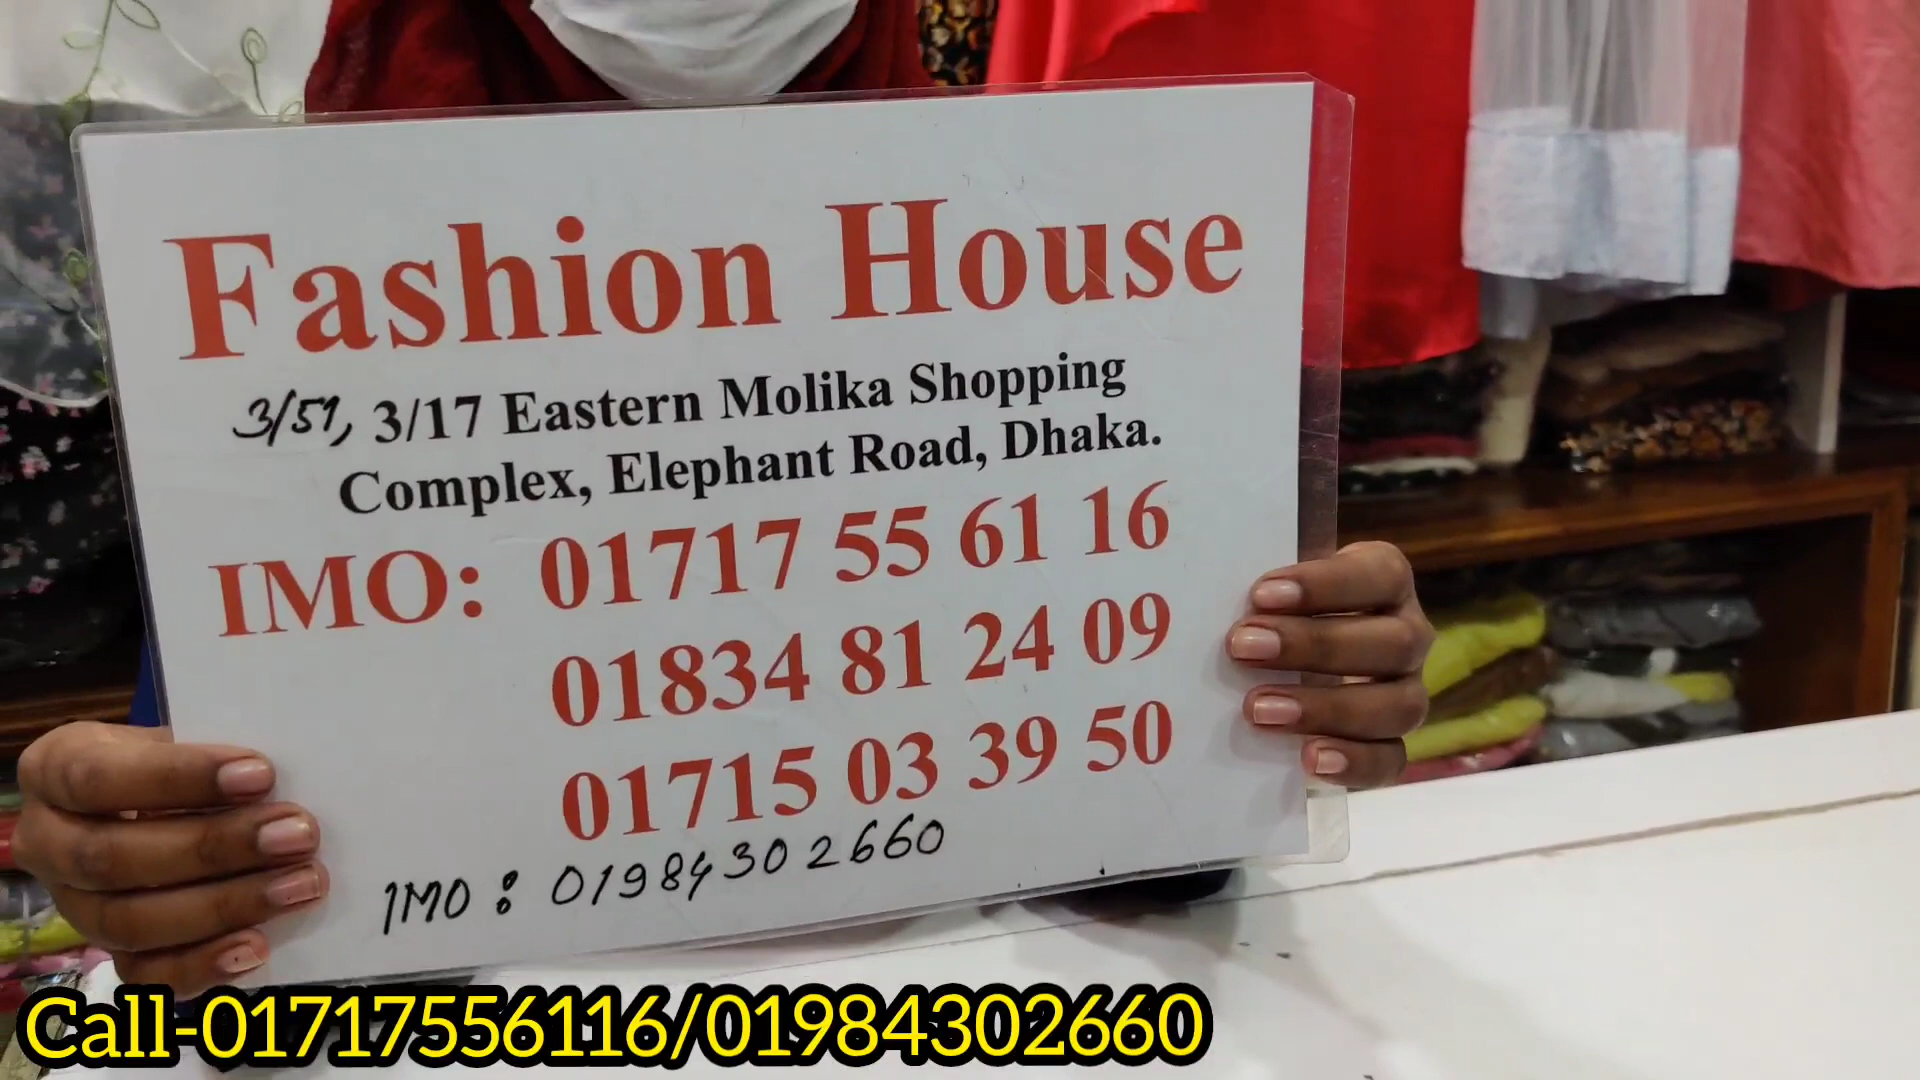 Fashion House
3/51, 3/17 Eastern Molika Shopping
Complex, Elephant Road, Dhaka.
IMO: 01717 55 61 16
01834 81 24 09
01715 03 39 50
IMO : 01984302660
Call-01717556116/01984302660